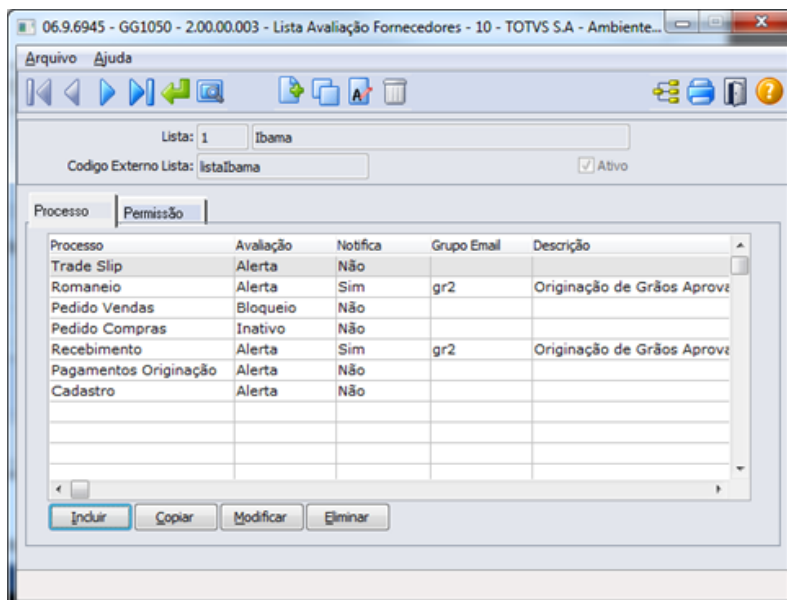 06.9.6945 - GG1050 - 2.00.00.003 - Lista Avaliação Fornecedores - 10 - TOTVS S.A - Ambiente...
Arquivo Ajuda
Lista: 1 Ibama
Codigo Externo Lista: listaIbama Ativo
Processo Permissão
Processo Avaliação Notifica Grupo Email Descrição
Trade Slip Alerta Não
Romaneio Alerta Sim gr2 Originação de Grãos Aprova
Pedido Vendas Bloqueio Não
Pedido Compras Inativo Não
Recebimento Alerta Sim gr2 Originação de Grãos Aprova
Pagamentos Originação Alerta Não
Cadastro Alerta Não
Incluir Copiar Modificar Eliminar